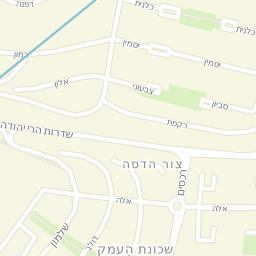 דפנה
כלנית
כלנית
יסמין
יסמין
אלון
צבעוני
סביון
רקפת
שדרות הרי יהודה
צור הדסה
רכסים
אלה
אלה
שלמון
שכונת העמק